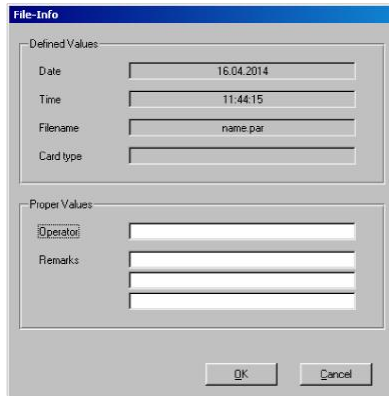 File-Info
Defined Values
Date 16.04.2014
Time 11:44:15
Filename name.par
Card type
Proper Values
Operator
Remarks
OK Cancel